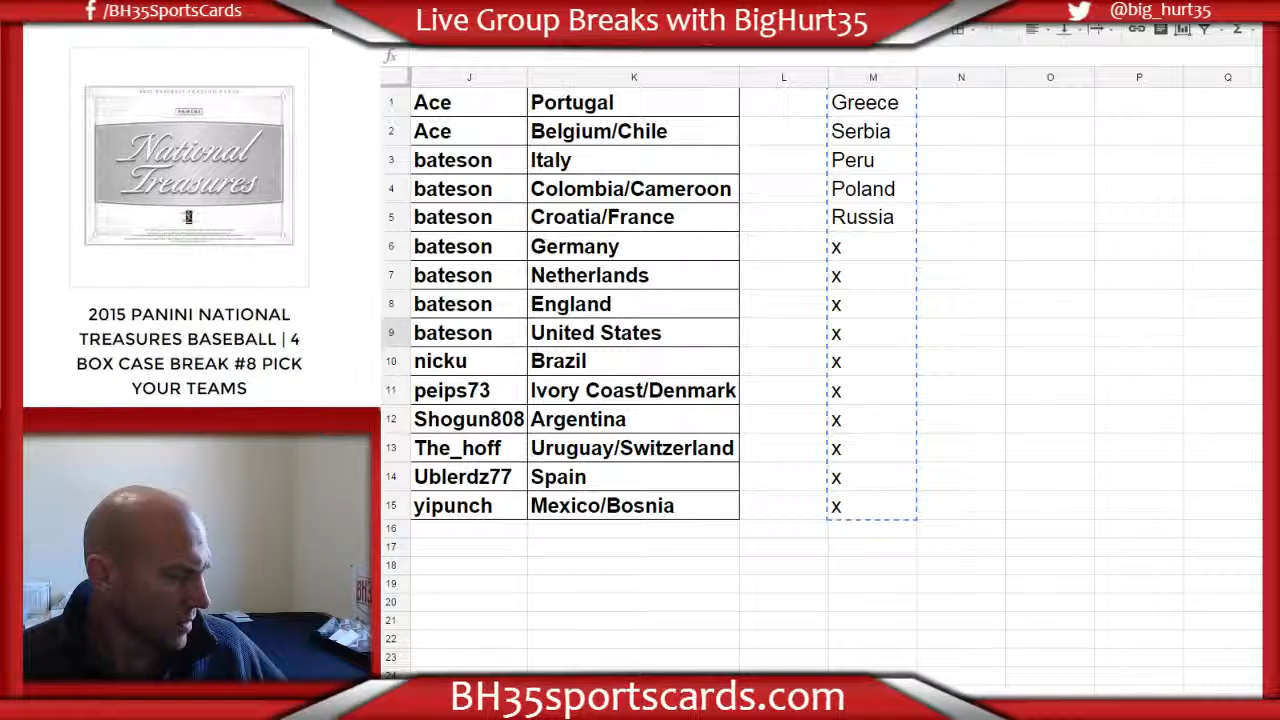 /BH35SportsCards
Live Group Breaks with BigHurt35
@big_hurt35
PANINI
National
Treasures
2015 PANINI NATIONAL
TREASURES BASEBALL | 4
BOX CASE BREAK #8 PICK
YOUR TEAMS
fx
J K L M N O P Q
1 Ace Portugal Greece
2 Ace Belgium/Chile Serbia
3 bateson Italy Peru
4 bateson Colombia/Cameroon Poland
5 bateson Croatia/France Russia
6 bateson Germany x
7 bateson Netherlands x
8 bateson England x
9 bateson United States x
10 nicku Brazil x
11 peips73 Ivory Coast/Denmark x
12 Shogun808 Argentina x
13 The_hoff Uruguay/Switzerland x
14 Ublerdz77 Spain x
15 yipunch Mexico/Bosnia x
16
17
18
19
20
21
22
23
BH35
BH35sportscards.com